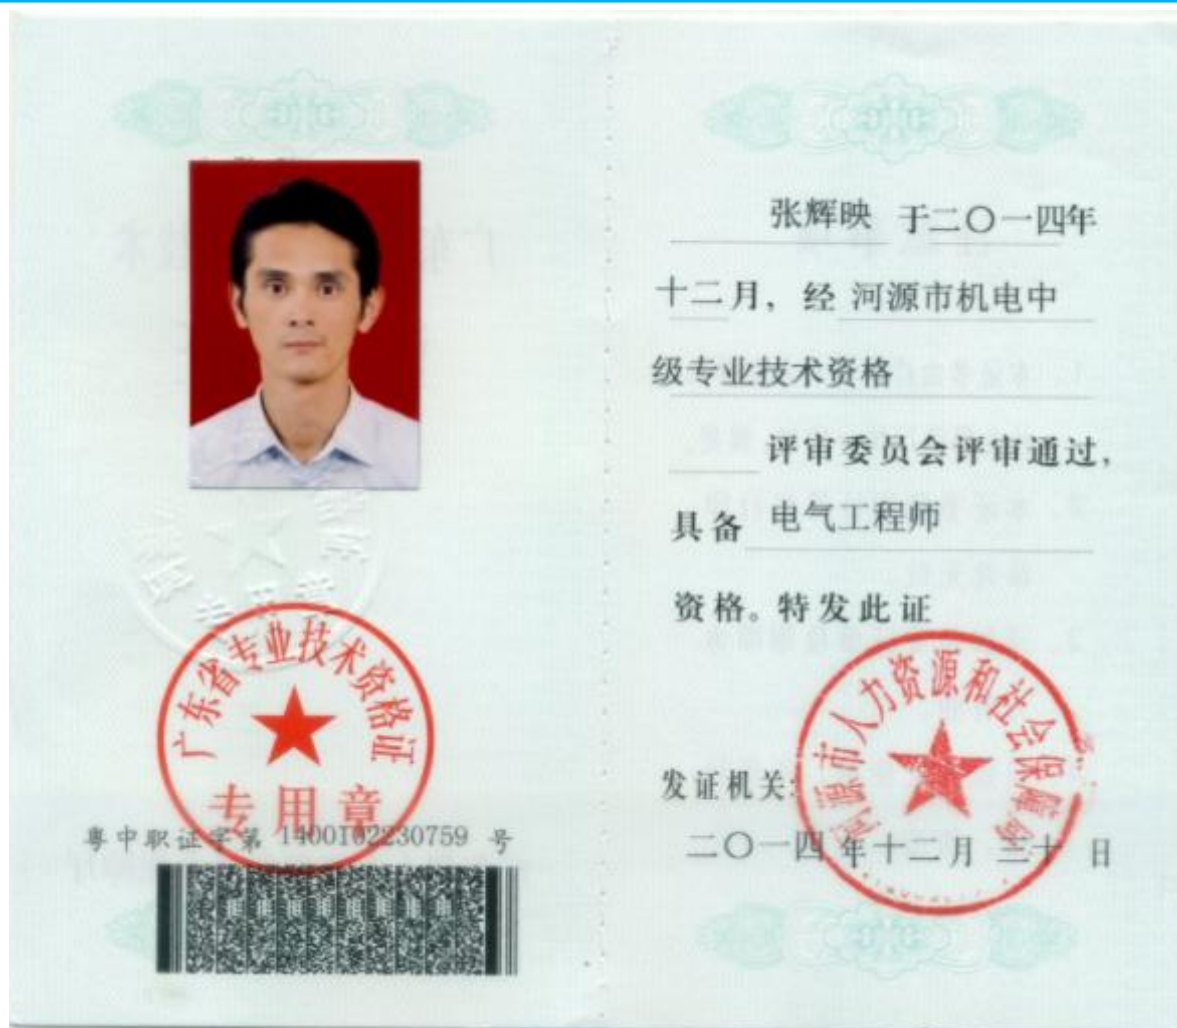 粤中职证字第 1400102230759 号
广东省专业技术资格证
专用章
张辉映 于二〇一四年
十二月，经 河源市机电中
级专业技术资格
评审委员会评审通过，
具备 电气工程师
资格。特发此证
发证机关:
河源市人力资源和社会保障局
二〇一四年十二月三十日